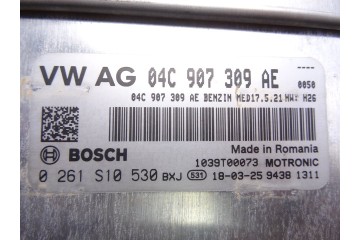 VW AG 04C 907 309 AE 0050
04C 907 309 AE BENZIN MED17.5.21 HW: H26
BOSCH
Made in Romania
1039T00073 MOTRONIC
0 261 S10 530 BXJ 531 18-03-25 9438 1311